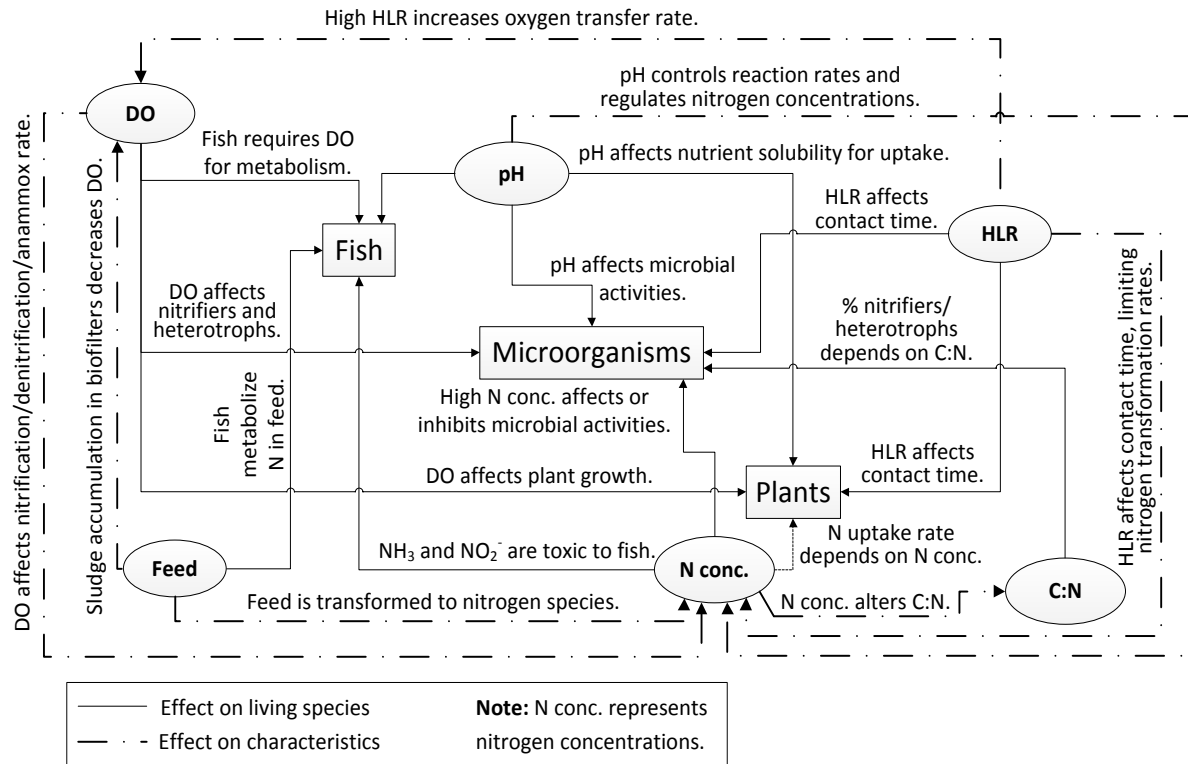 High HLR increases oxygen transfer rate.
pH controls reaction rates and
regulates nitrogen concentrations.
DO
Fish requires DO
for metabolism.
pH
pH affects nutrient solubility for uptake.
HLR affects
contact time.
HLR
Fish
pH affects microbial
activities.
DO affects
nitrifiers and
heterotrophs.
% nitrifiers/
heterotrophs
depends on C:N.
Microorganisms
High N conc. affects or
inhibits microbial activities.
Fish
metabolize
N in feed.
DO affects nitrification/denitrification/anammox rate.
Sludge accumulation in biofilters decreases DO.
HLR affects contact time, limiting
nitrogen transformation rates.
DO affects plant growth.
Plants
HLR affects
contact time.
NH₃ and NO₂⁻ are toxic to fish.
N uptake rate
depends on N conc.
Feed
N conc.
C:N
Feed is transformed to nitrogen species.
N conc. alters C:N.
Effect on living species
Effect on characteristics
Note: N conc. represents
nitrogen concentrations.